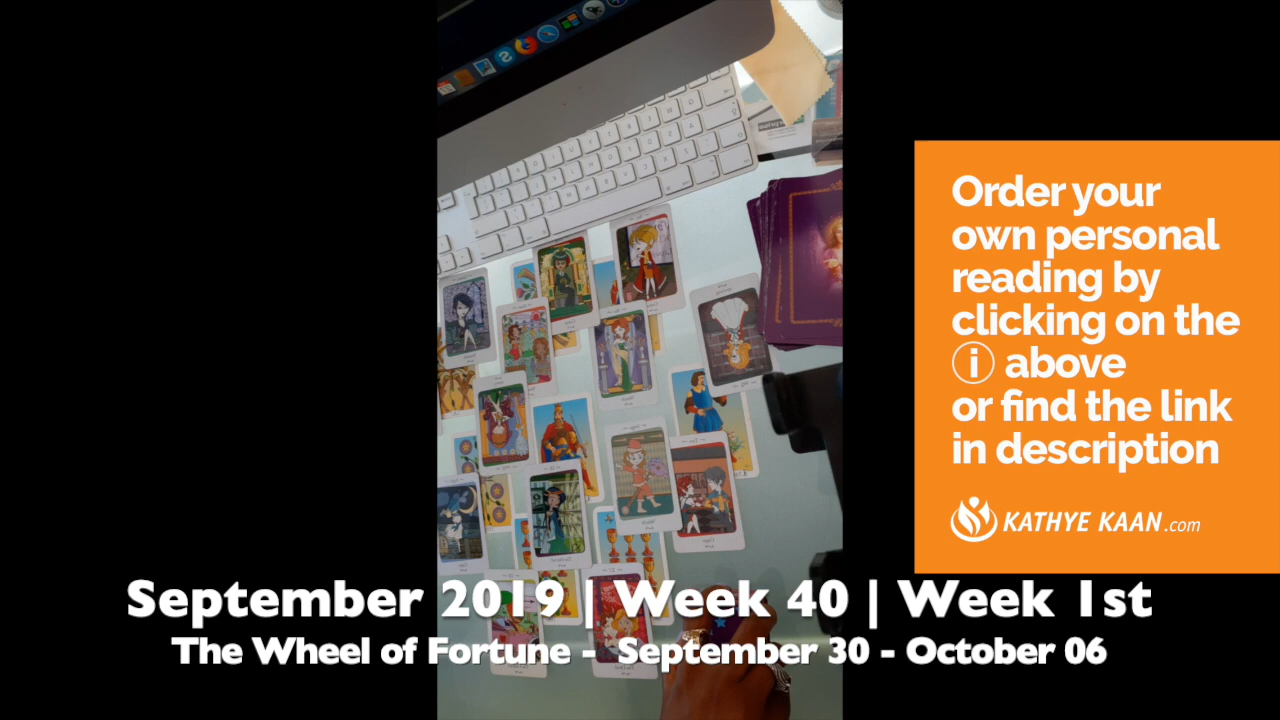 Order your
own personal
reading by
clicking on the
i above
or find the link
in description
KATHYE KAAN.com
September 2019 | Week 40 | Week 1st
The Wheel of Fortune - September 30 - October 06